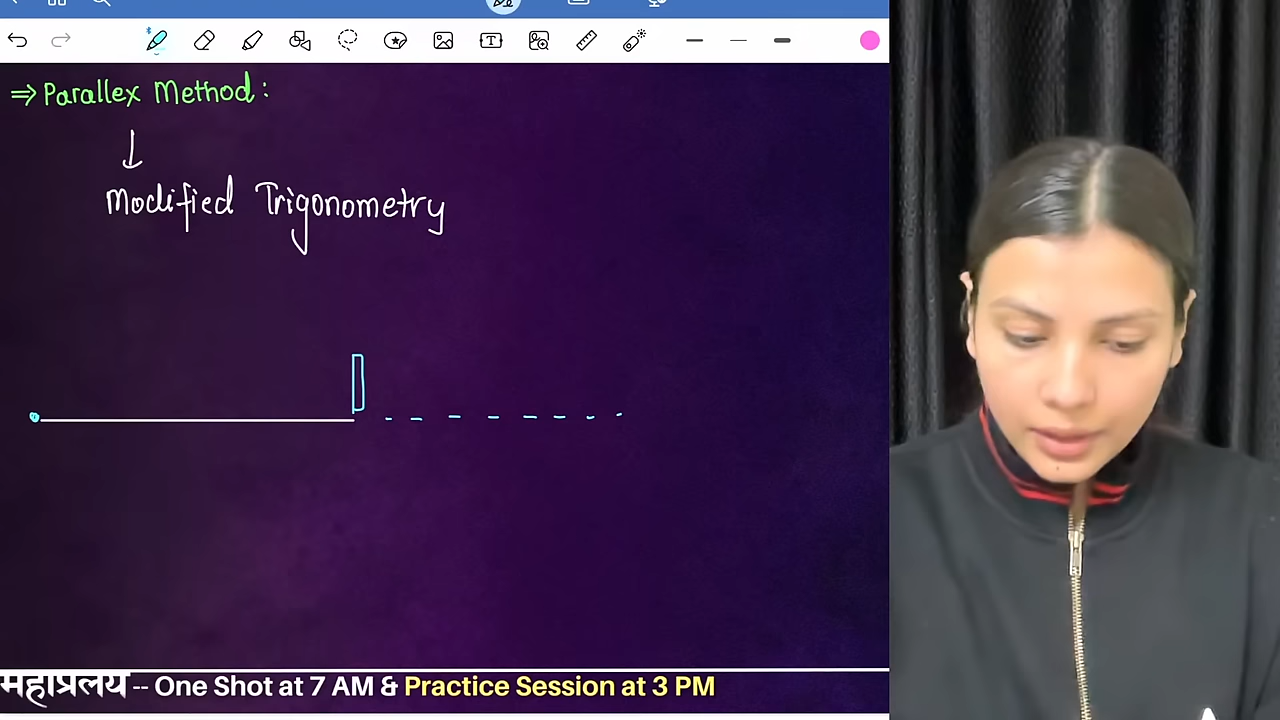 ⇒ Parallex Method:
↓
Modified Trigonometry
महाप्रलय -- One Shot at 7 AM & Practice Session at 3 PM